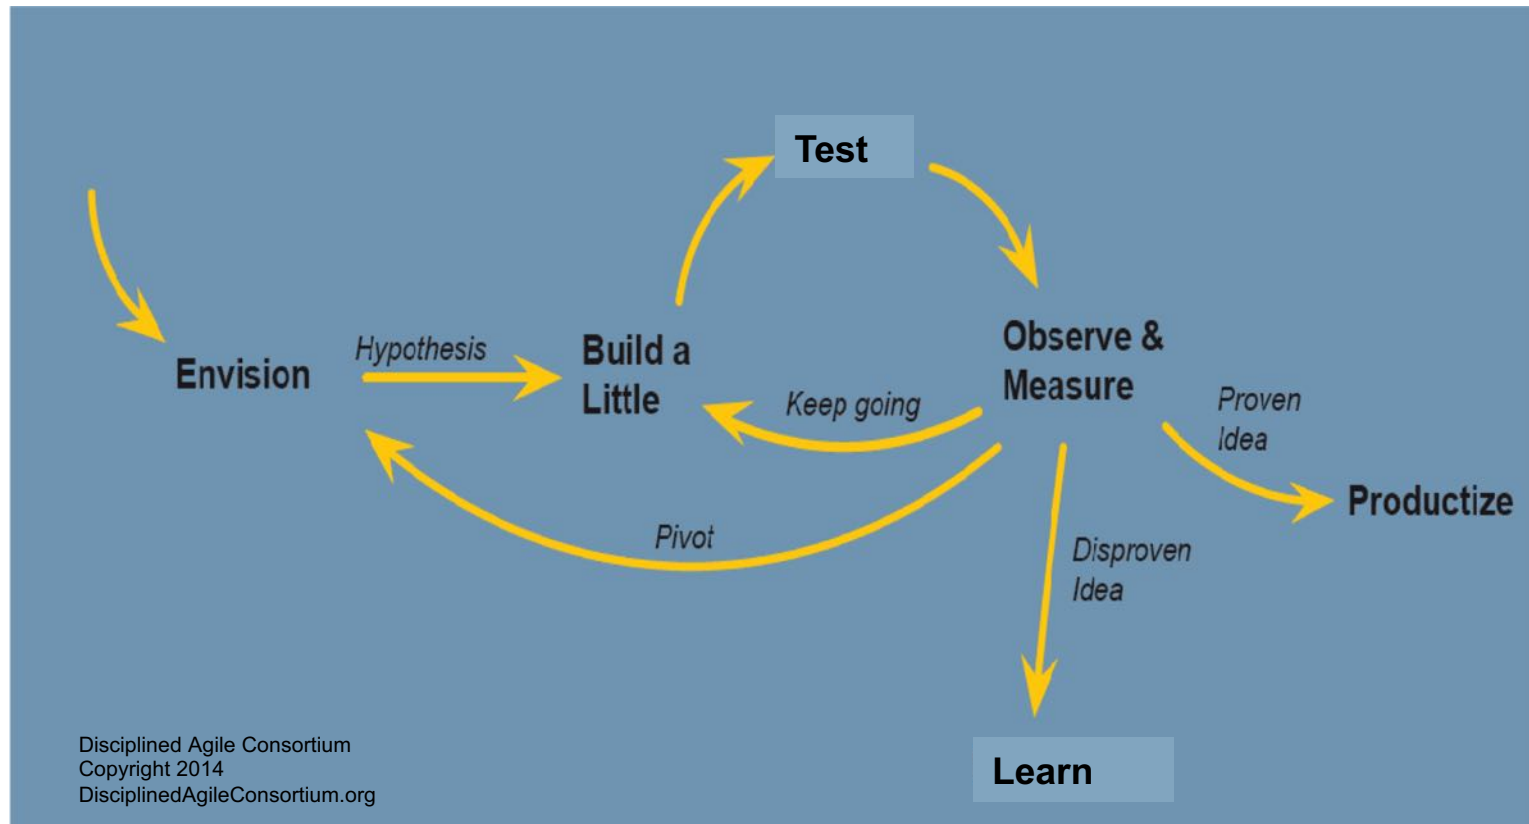 Test
Envision
Hypothesis
Build a
Little
Observe &
Measure
Keep going
Proven
Idea
Productize
Pivot
Disproven
Idea
Learn
Disciplined Agile Consortium
Copyright 2014
DisciplinedAgileConsortium.org